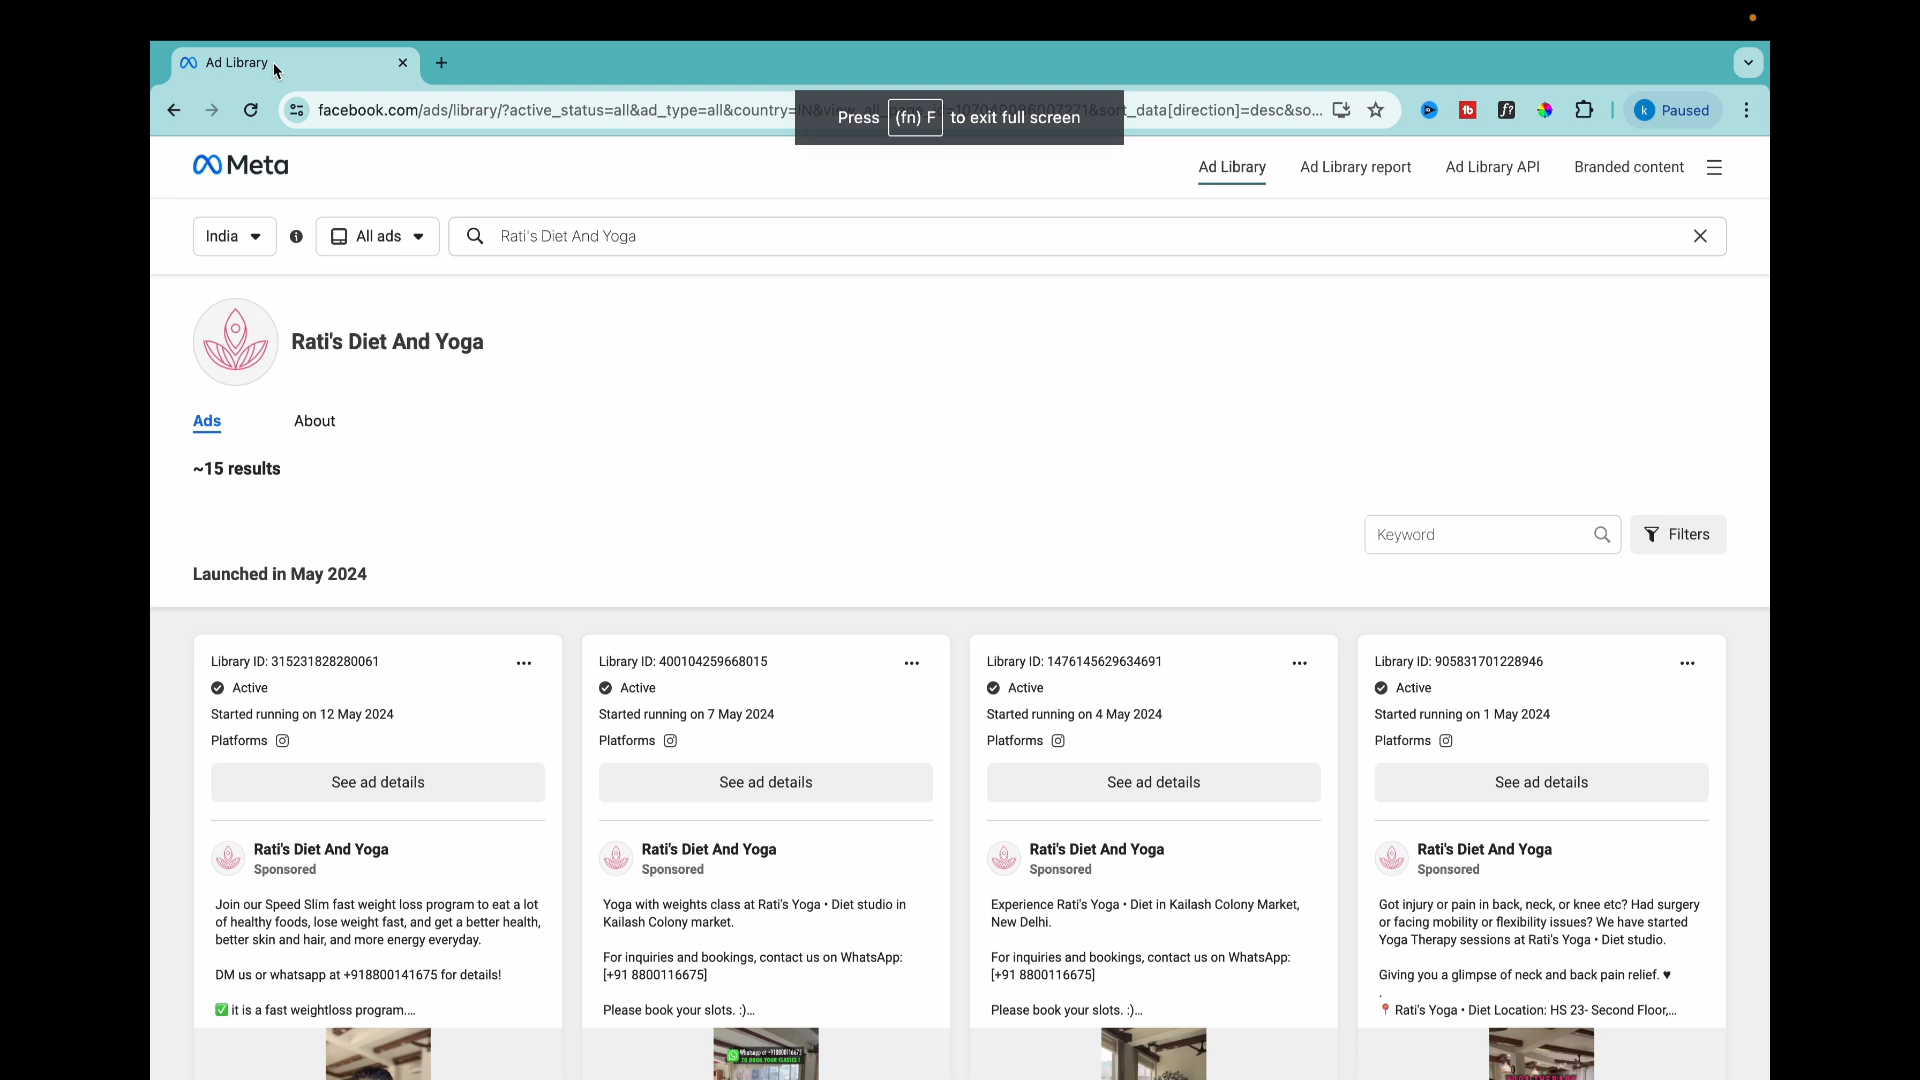 Ad Library
facebook.com/ads/library/?active_status=all&ad_type=all&country=IN&view_all_page_id=107049086007271&sort_data[direction]=desc&so...
Paused
Press (fn) F to exit full screen
Meta
Ad Library
Ad Library report
Ad Library API
Branded content
India
All ads
Rati's Diet And Yoga
Rati's Diet And Yoga
Ads
About
~15 results
Keyword
Filters
Launched in May 2024
Library ID: 315231828280061
Active
Started running on 12 May 2024
Platforms
See ad details
Rati's Diet And Yoga
Sponsored
Join our Speed Slim fast weight loss program to eat a lot
of healthy foods, lose weight fast, and get a better health,
better skin and hair, and more energy everyday.
DM us or whatsapp at +918800141675 for details!
✅ it is a fast weightloss program....
Library ID: 400104259668015
Active
Started running on 7 May 2024
Platforms
See ad details
Rati's Diet And Yoga
Sponsored
Yoga with weights class at Rati's Yoga • Diet studio in
Kailash Colony market.
For inquiries and bookings, contact us on WhatsApp:
[+91 8800116675]
Please book your slots. :)...
Whatsapp at +918800116675
TO BOOK YOUR CLASSES !
Library ID: 1476145629634691
Active
Started running on 4 May 2024
Platforms
See ad details
Rati's Diet And Yoga
Sponsored
Experience Rati's Yoga • Diet in Kailash Colony Market,
New Delhi.
For inquiries and bookings, contact us on WhatsApp:
[+91 8800116675]
Please book your slots. :)...
Library ID: 905831701228946
Active
Started running on 1 May 2024
Platforms
See ad details
Rati's Diet And Yoga
Sponsored
Got injury or pain in back, neck, or knee etc? Had surgery
or facing mobility or flexibility issues? We have started
Yoga Therapy sessions at Rati's Yoga • Diet studio.
Giving you a glimpse of neck and back pain relief. ♥
.
📍 Rati's Yoga • Diet Location: HS 23- Second Floor,...
YOGA THERAPY